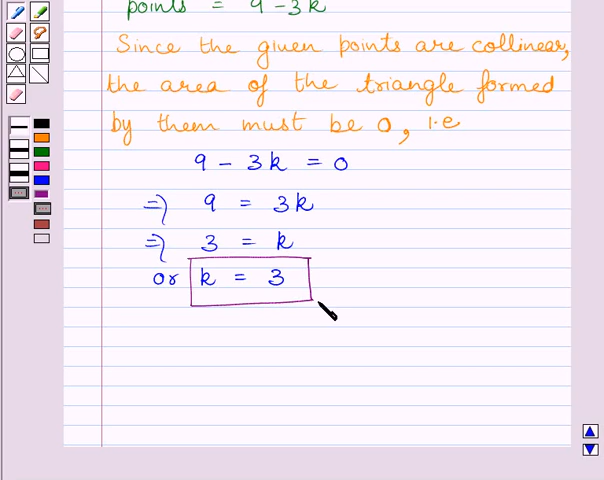 points = 9 - 3k
Since the given points are collinear,
the area of the triangle formed
by them must be 0, i.e
9 - 3k = 0
=) 9 = 3k
=) 3 = k
or k = 3